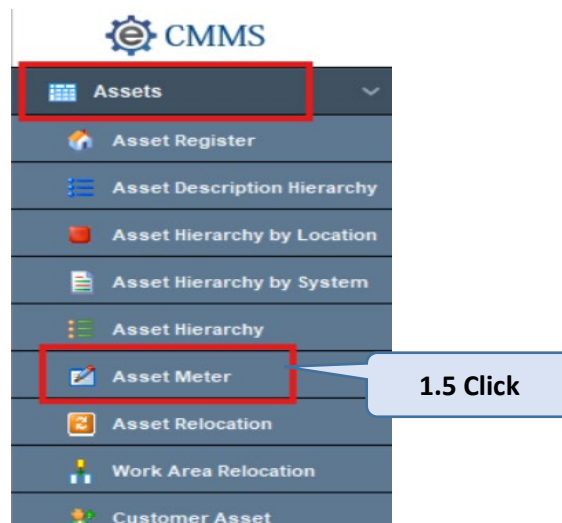 CMMS
Assets
Asset Register
Asset Description Hierarchy
Asset Hierarchy by Location
Asset Hierarchy by System
Asset Hierarchy
Asset Meter
1.5 Click
Asset Relocation
Work Area Relocation
Customer Asset